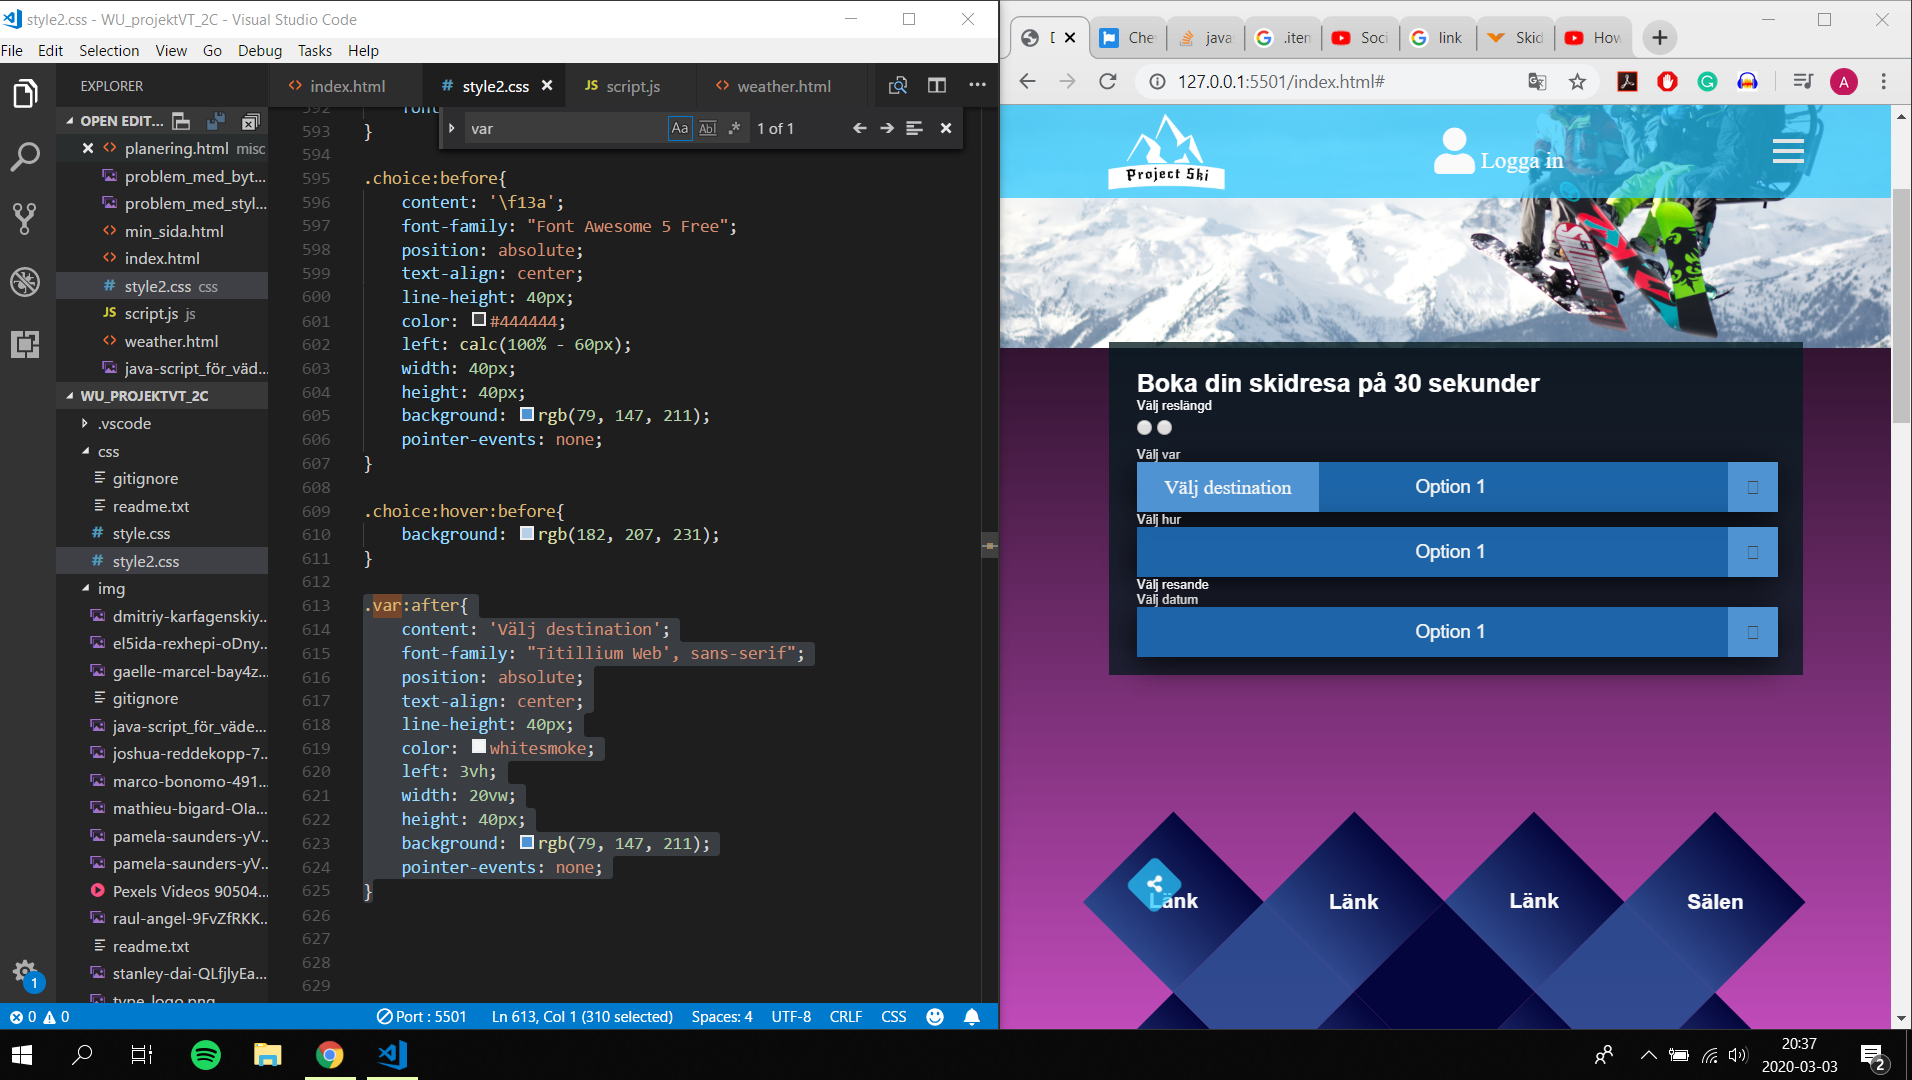 style2.css - WU_projektVT_2C - Visual Studio Code
File Edit Selection View Go Debug Tasks Help
EXPLORER
OPEN EDIT...
planering.html misc
problem_med_byt...
problem_med_styl...
min_sida.html
index.html
style2.css css
script.js js
weather.html
java-script_för_väd...
WU_PROJEKTVT_2C
.vscode
css
gitignore
readme.txt
style.css
style2.css
img
dmitriy-karfagenskiy...
el5ida-rexhepi-oDny...
gaelle-marcel-bay4z...
gitignore
java-script_för_väde...
joshua-reddekopp-7...
marco-bonomo-491...
mathieu-bigard-OIa...
pamela-saunders-yV...
pamela-saunders-yV...
Pexels Videos 90504...
raul-angel-9FvZfRKK...
readme.txt
stanley-dai-QLfjlyEa...
type_logo.png
index.html style2.css JS script.js weather.html
var Aa Abl .* 1 of 1
592 font
593 }
594
595 .choice:before{
596 content: '\f13a';
597 font-family: "Font Awesome 5 Free";
598 position: absolute;
599 text-align: center;
600 line-height: 40px;
601 color: #444444;
602 left: calc(100% - 60px);
603 width: 40px;
604 height: 40px;
605 background: rgb(79, 147, 211);
606 pointer-events: none;
607 }
608
609 .choice:hover:before{
610 background: rgb(182, 207, 231);
611 }
612
613 .var:after{
614 content: 'Välj destination';
615 font-family: "Titillium Web', sans-serif";
616 position: absolute;
617 text-align: center;
618 line-height: 40px;
619 color: whitesmoke;
620 left: 3vh;
621 width: 20vw;
622 height: 40px;
623 background: rgb(79, 147, 211);
624 pointer-events: none;
625 }
626
627
628
629
0 0 Port : 5501 Ln 613, Col 1 (310 selected) Spaces: 4 UTF-8 CRLF CSS
1
D Che java .iten Soci link Skid How
127.0.0.1:5501/index.html# A
Project Ski
Logga in
Boka din skidresa på 30 sekunder
Välj reslängd
Välj var
Välj destination Option 1
Välj hur
Option 1
Välj resande
Välj datum
Option 1
Länk Länk Länk Sälen
20:37
2020-03-03
2